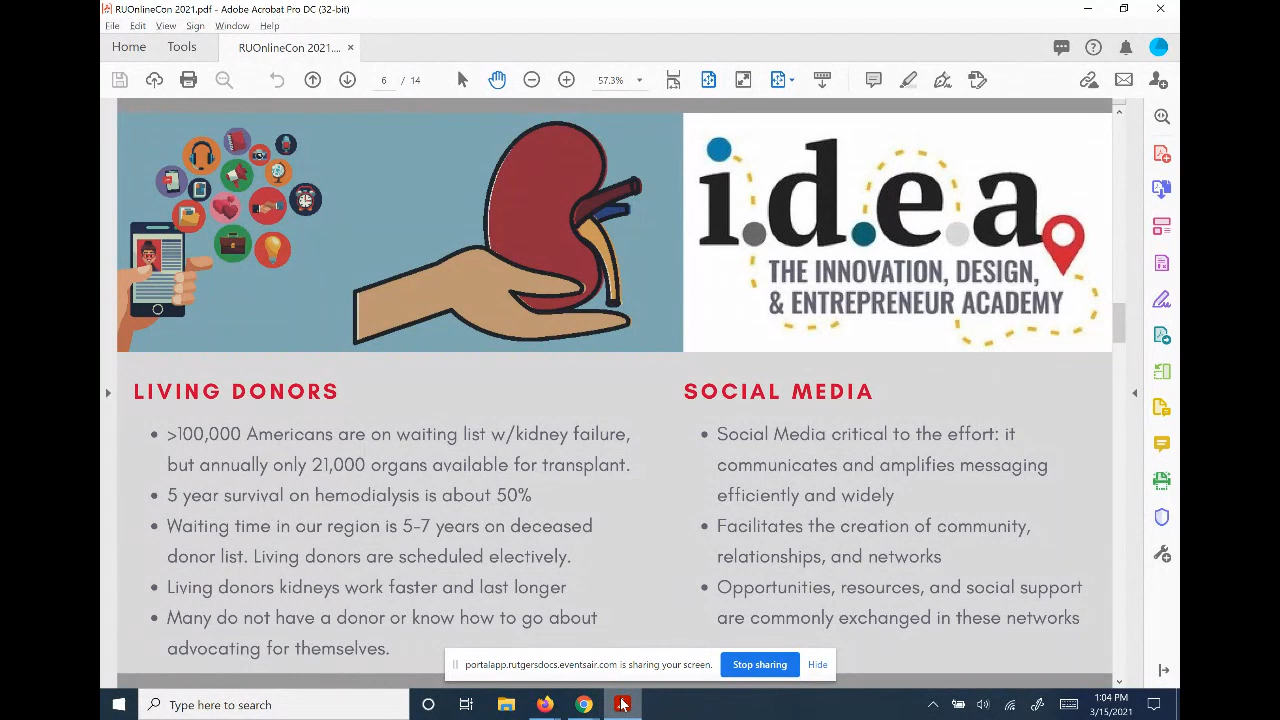 RUOnlineCon 2021.pdf - Adobe Acrobat Pro DC (32-bit)
File Edit View Sign Window Help
Home Tools RUOnlineCon 2021.... ×
6 / 14 57.3%
i.d.e.a.
THE INNOVATION, DESIGN,
& ENTREPRENEUR ACADEMY
LIVING DONORS
• >100,000 Americans are on waiting list w/kidney failure,
but annually only 21,000 organs available for transplant.
• 5 year survival on hemodialysis is about 50%
• Waiting time in our region is 5-7 years on deceased
donor list. Living donors are scheduled electively.
• Living donors kidneys work faster and last longer
• Many do not have a donor or know how to go about
advocating for themselves.
SOCIAL MEDIA
• Social Media critical to the effort: it
communicates and amplifies messaging
efficiently and widely
• Facilitates the creation of community,
relationships, and networks
• Opportunities, resources, and social support
are commonly exchanged in these networks
portalapp.rutgersdocs.eventsair.com is sharing your screen. Stop sharing Hide
Type here to search
1:04 PM
3/15/2021